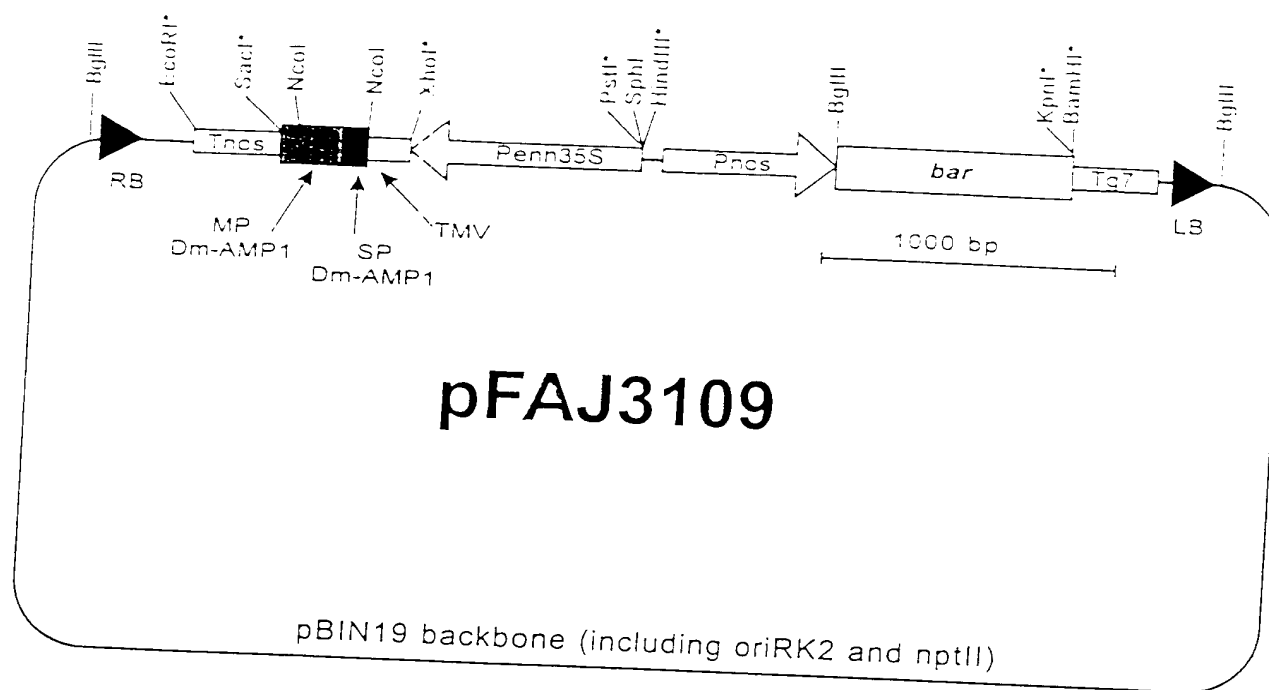 BglII
EcoRI*
SacI*
NcoI
NcoI
XhoI*
PstI*
SphI
HindIII*
BglII
KpnI*
BamHI*
BglII
Tnos
Penn35S
Pnos
bar
Tg7
RB
LB
MP
Dm-AMP1
SP
Dm-AMP1
TMV
1000 bp
pFAJ3109
pBIN19 backbone (including oriRK2 and nptII)